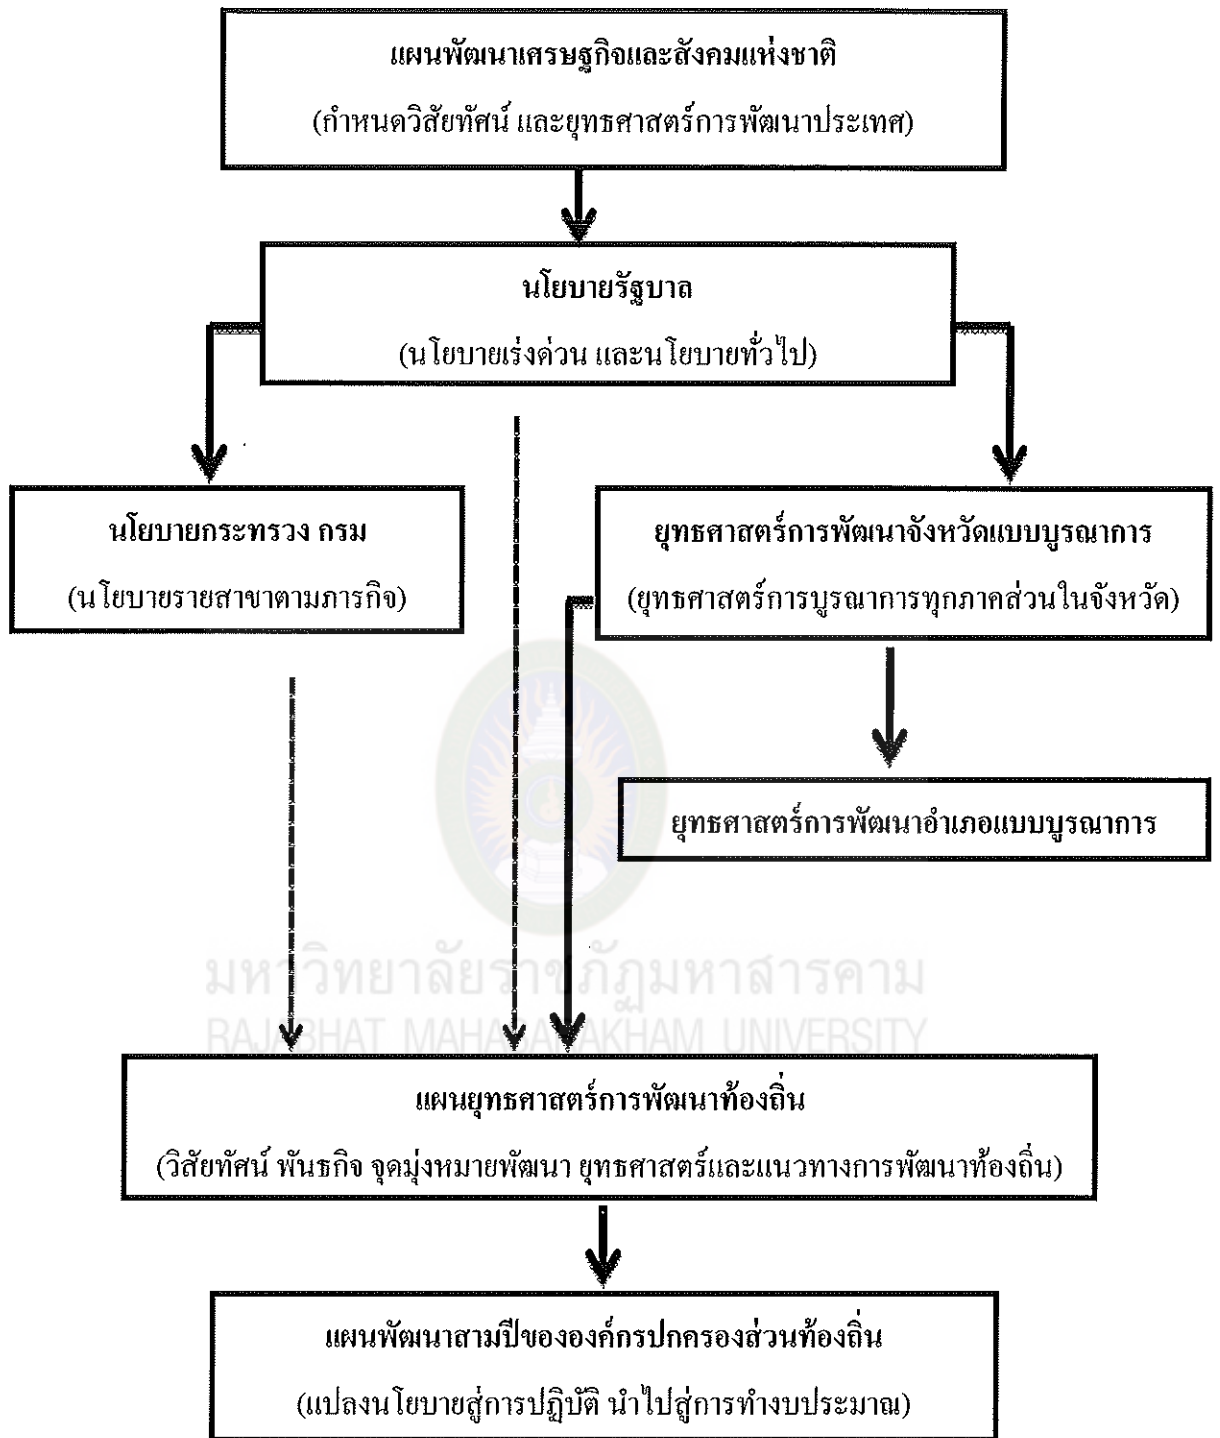 แผนพัฒนาเศรษฐกิจและสังคมแห่งชาติ
(กำหนดวิสัยทัศน์ และยุทธศาสตร์การพัฒนาประเทศ)
นโยบายรัฐบาล
(นโยบายเร่งด่วน และนโยบายทั่วไป)
นโยบายกระทรวง กรม
(นโยบายรายสาขาตามภารกิจ)
ยุทธศาสตร์การพัฒนาจังหวัดแบบบูรณาการ
(ยุทธศาสตร์การบูรณาการทุกภาคส่วนในจังหวัด)
ยุทธศาสตร์การพัฒนาอำเภอแบบบูรณาการ
มหาวิทยาลัยราชภัฏมหาสารคาม
RAJABHAT MAHASARAKHAM UNIVERSITY
แผนยุทธศาสตร์การพัฒนาท้องถิ่น
(วิสัยทัศน์ พันธกิจ จุดมุ่งหมายพัฒนา ยุทธศาสตร์และแนวทางการพัฒนาท้องถิ่น)
แผนพัฒนาสามปีขององค์กรปกครองส่วนท้องถิ่น
(แปลงนโยบายสู่การปฏิบัติ นำไปสู่การทำงบประมาณ)